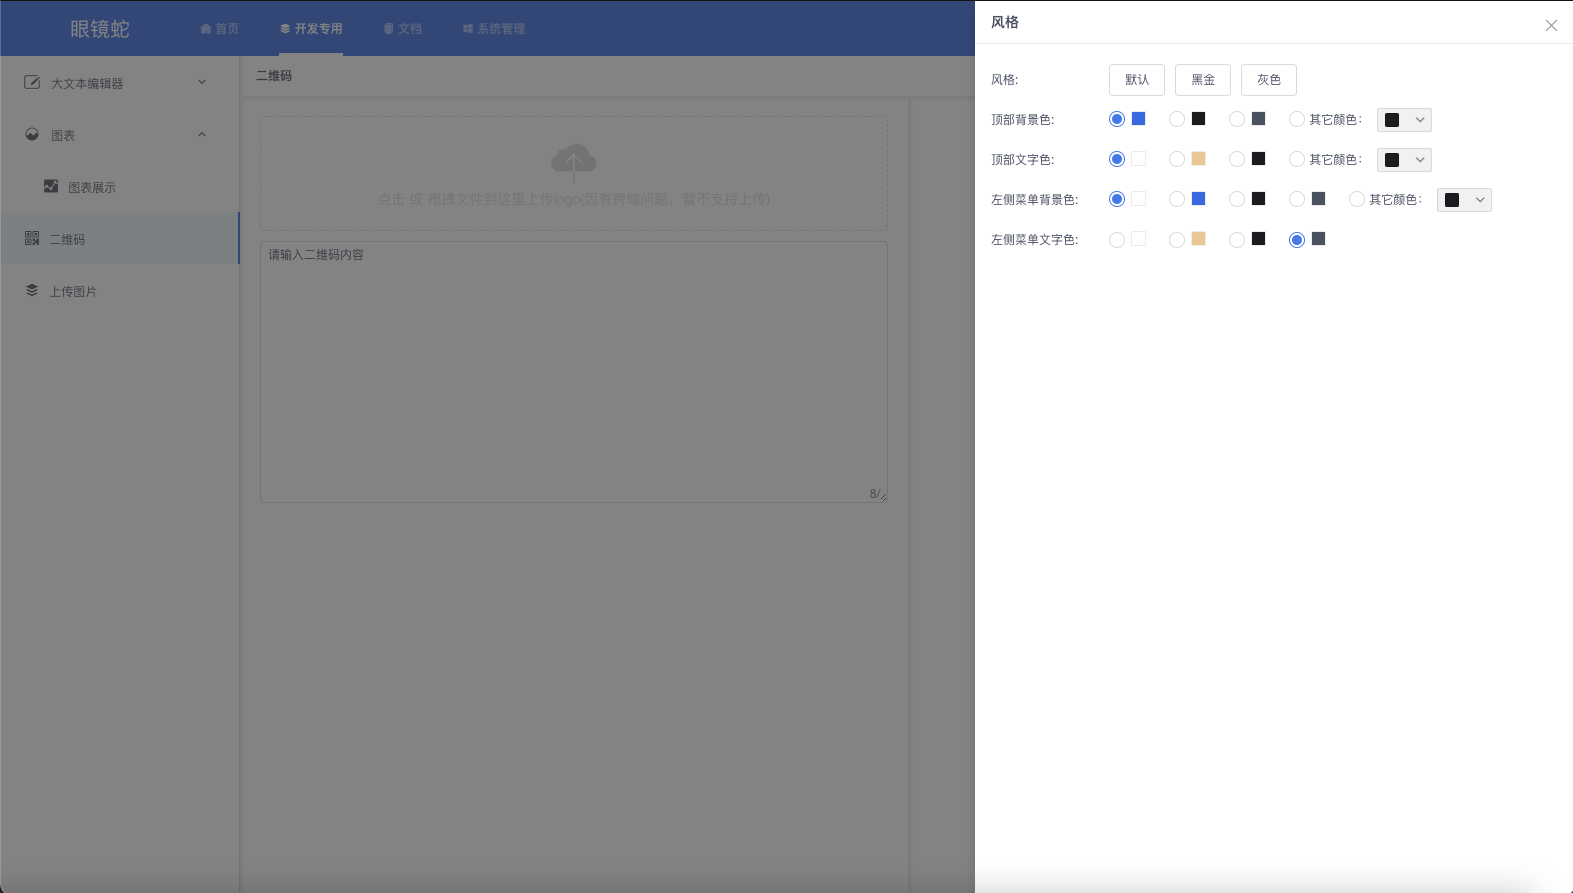 眼镜蛇
首页
开发专用
文档
系统管理
大文本编辑器
图表
图表展示
二维码
上传图片
二维码
点击 或 拖拽文件到这里上传logo(因有跨域问题，暂不支持上传)
请输入二维码内容
8/
风格
风格:
默认
黑金
灰色
顶部背景色:
其它颜色：
顶部文字色:
其它颜色：
左侧菜单背景色:
其它颜色：
左侧菜单文字色: